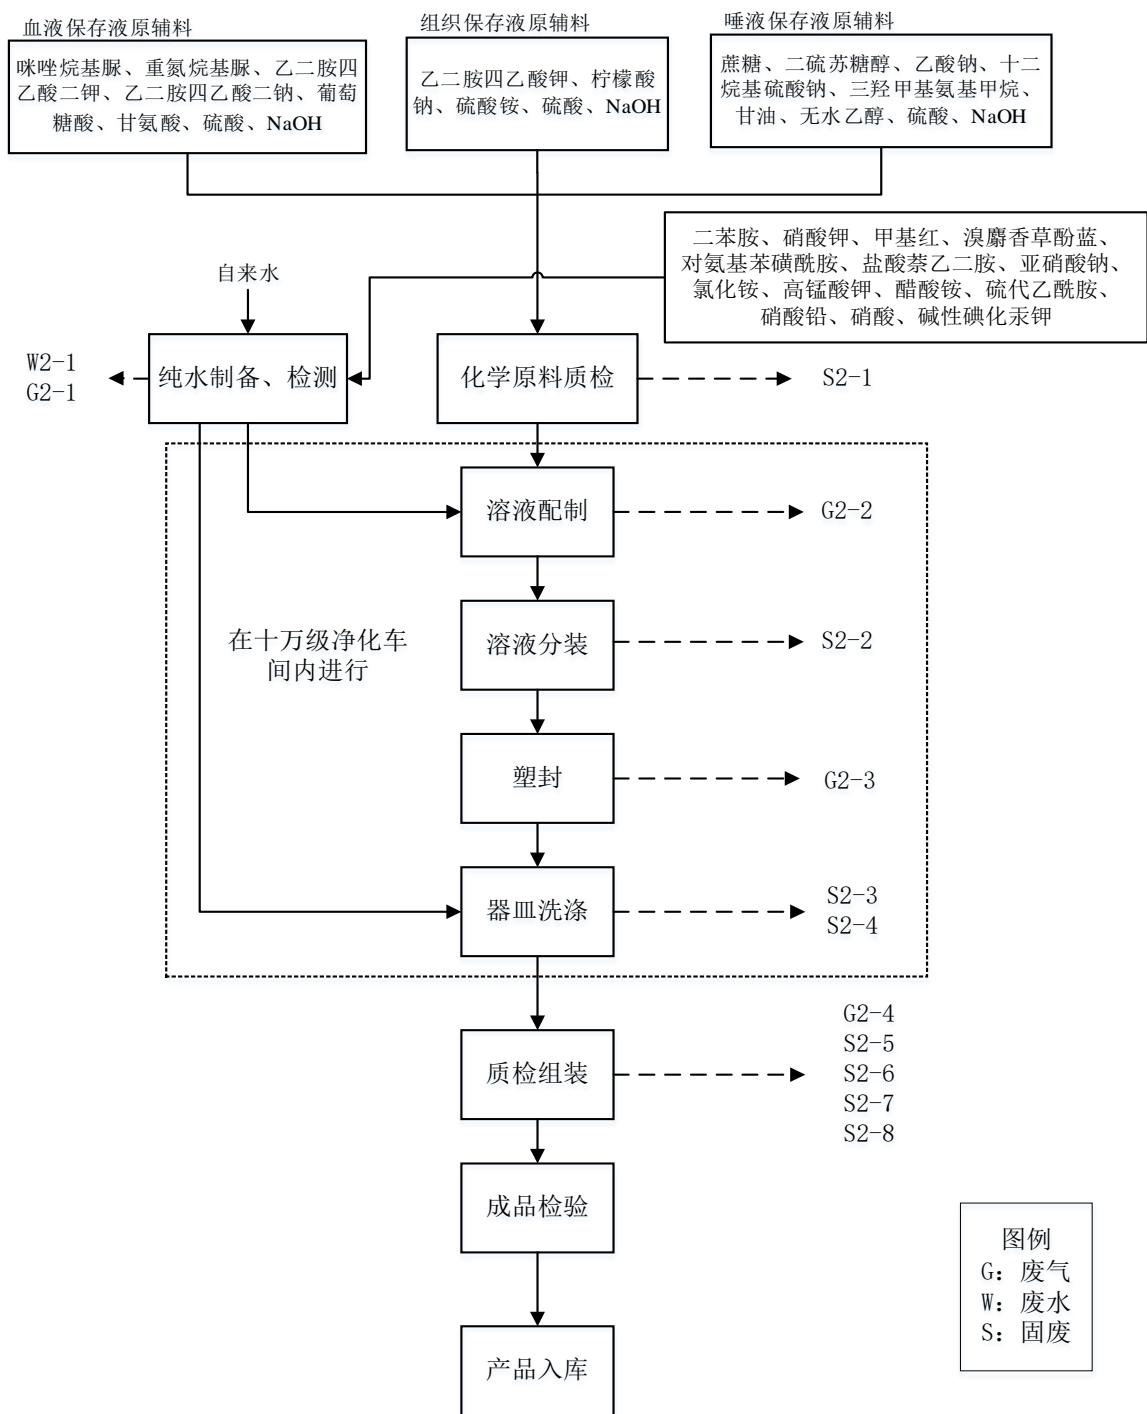 血液保存液原辅料
组织保存液原辅料
唾液保存液原辅料
咪唑烷基脲、重氮烷基脲、乙二胺四
乙酸二钾、乙二胺四乙酸二钠、葡萄
糖酸、甘氨酸、硫酸、NaOH
乙二胺四乙酸钾、柠檬酸
钠、硫酸铵、硫酸、NaOH
蔗糖、二硫苏糖醇、乙酸钠、十二
烷基硫酸钠、三羟甲基氨基甲烷、
甘油、无水乙醇、硫酸、NaOH
二苯胺、硝酸钾、甲基红、溴麝香草酚蓝、
对氨基苯磺酰胺、盐酸萘乙二胺、亚硝酸钠、
氯化铵、高锰酸钾、醋酸铵、硫代乙酰胺、
硝酸铅、硝酸、碱性碘化汞钾
自来水
W2-1
G2-1
纯水制备、检测
化学原料质检
S2-1
溶液配制
G2-2
在十万级净化车
间内进行
溶液分装
S2-2
塑封
G2-3
器皿洗涤
S2-3
S2-4
质检组装
G2-4
S2-5
S2-6
S2-7
S2-8
成品检验
产品入库
图例
G：废气
W：废水
S：固废